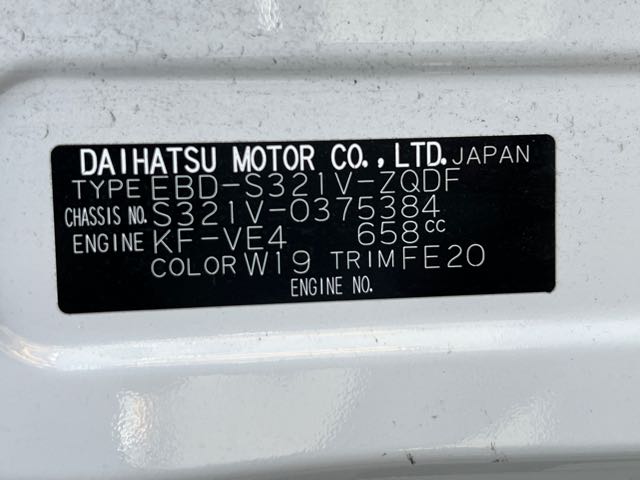 DAIHATSU MOTOR CO.,LTD. JAPAN
TYPE EBD-S321V-ZQDF
CHASSIS NO. S321V-0375384
ENGINE KF-VE4 658cc
COLOR W19 TRIM FE20
ENGINE NO.